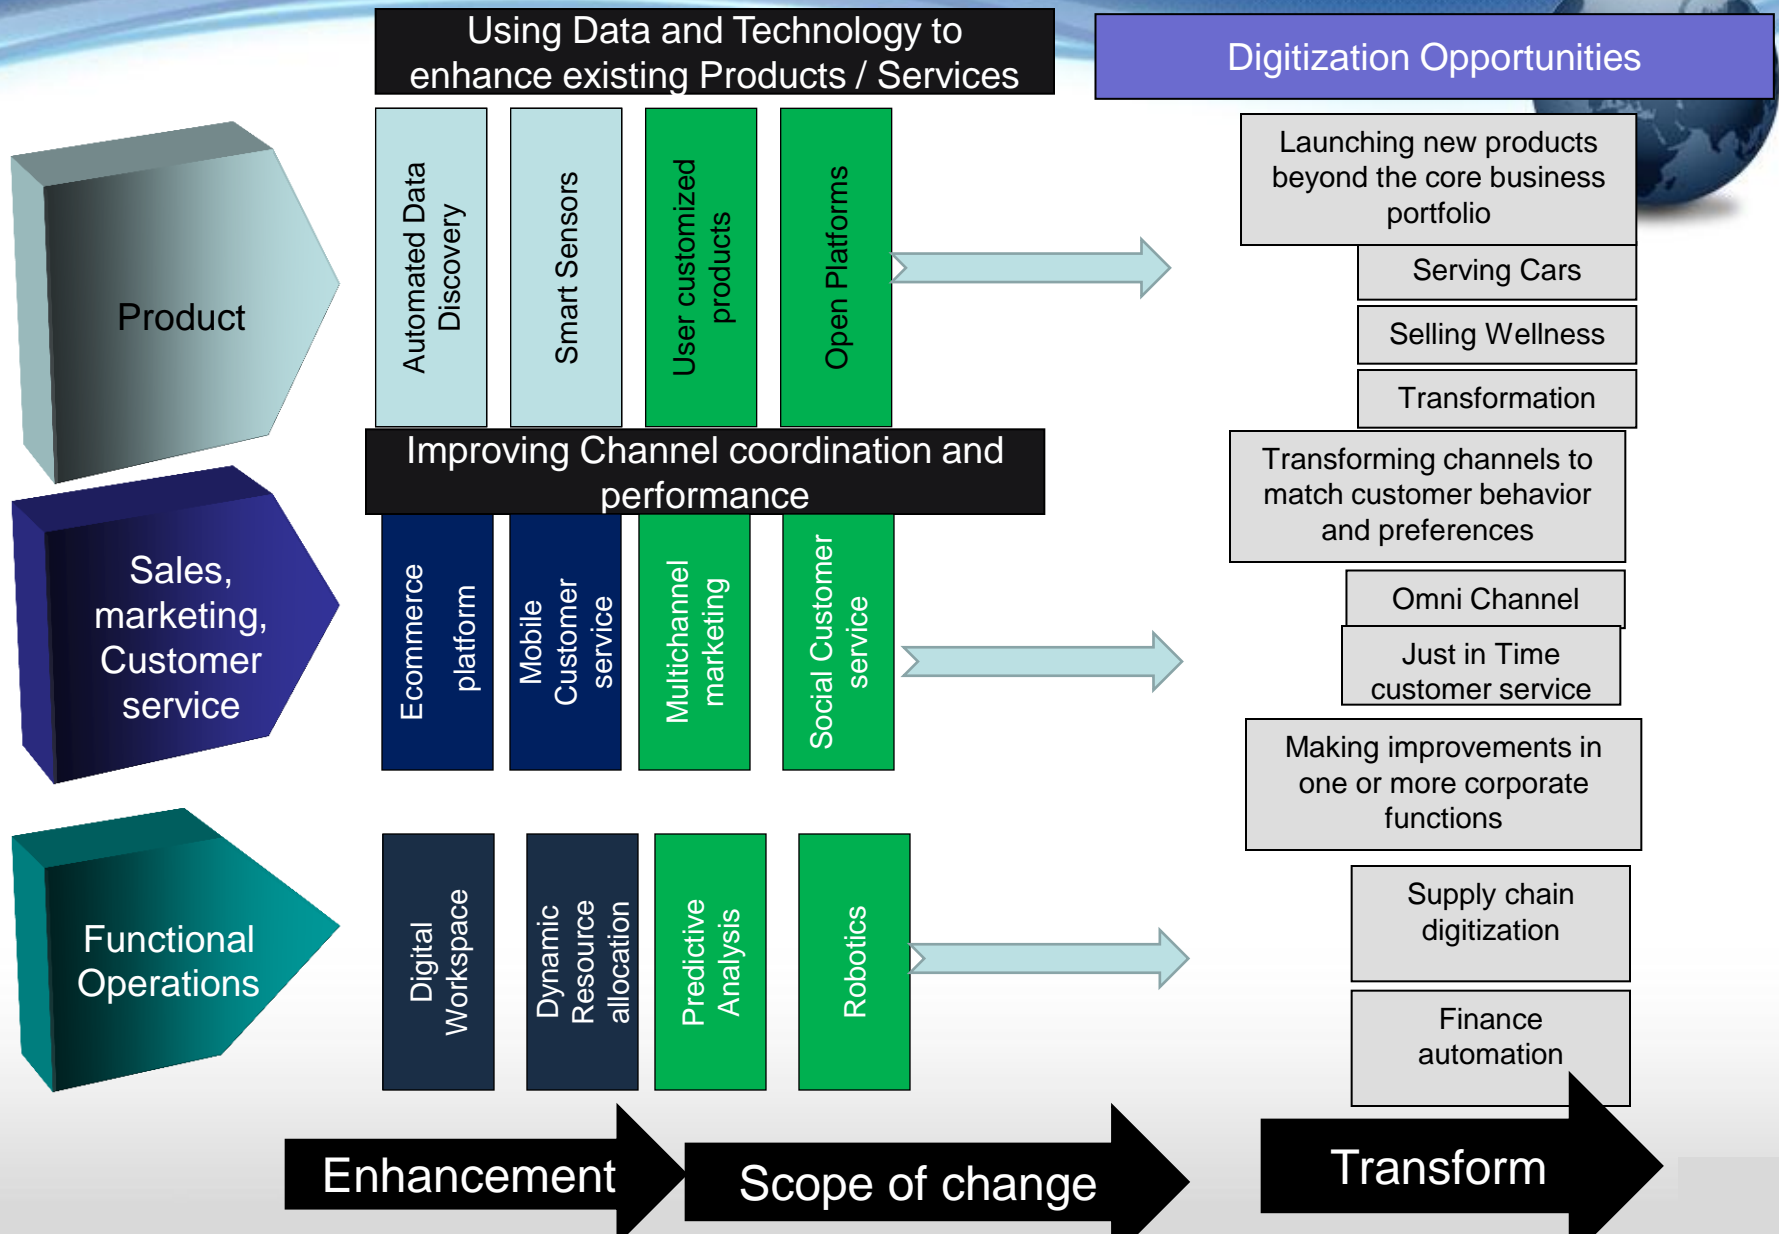 Using Data and Technology to
enhance existing Products / Services
Digitization Opportunities
Product
Automated Data
Discovery
Smart Sensors
User customized
products
Open Platforms
Launching new products
beyond the core business
portfolio
Serving Cars
Selling Wellness
Transformation
Improving Channel coordination and
performance
Sales,
marketing,
Customer
service
Ecommerce
platform
Mobile
Customer
service
Multichannel
marketing
Social Customer
service
Transforming channels to
match customer behavior
and preferences
Omni Channel
Just in Time
customer service
Making improvements in
one or more corporate
functions
Functional
Operations
Digital
Workspace
Dynamic
Resource
allocation
Predictive
Analysis
Robotics
Supply chain
digitization
Finance
automation
Enhancement
Scope of change
Transform